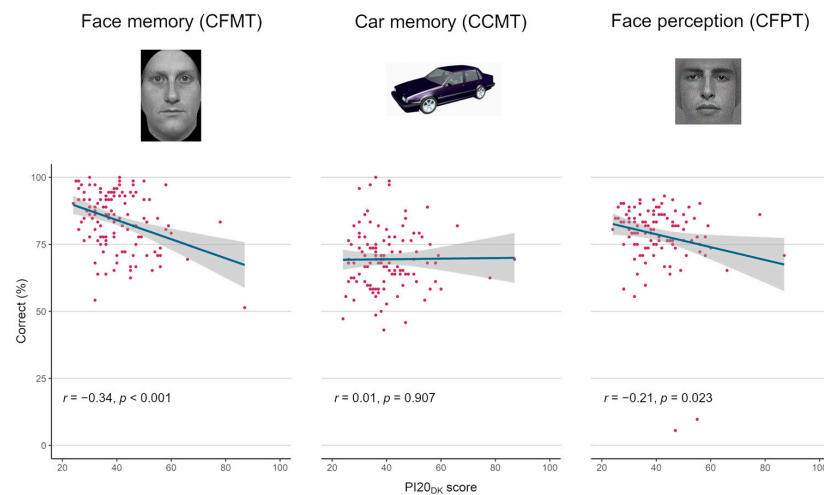 Face memory (CFMT)
Car memory (CCMT)
Face perception (CFPT)
Correct (%)
100
75
50
25
0
r = −0.34, p < 0.001
r = 0.01, p = 0.907
r = −0.21, p = 0.023
20 40 60 80 100
20 40 60 80 100
20 40 60 80 100
PI20DK score